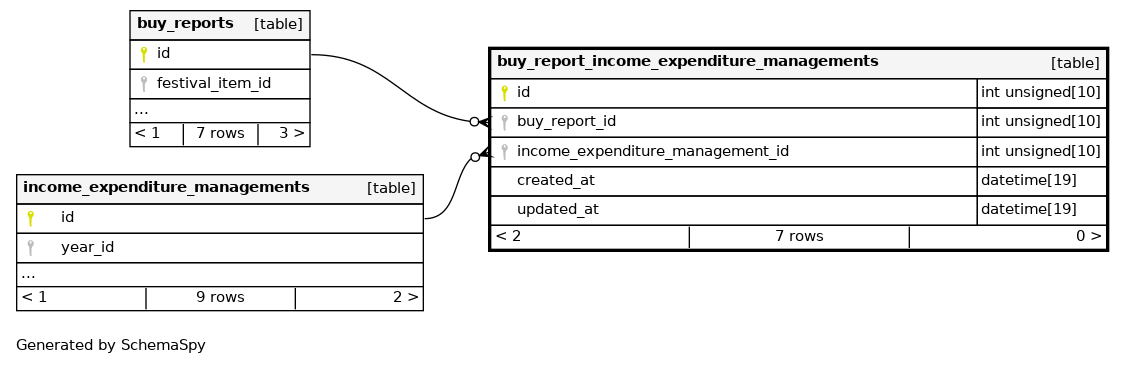 buy_reports [table]
id
festival_item_id
...
< 1 7 rows 3 >
buy_report_income_expenditure_managements [table]
id int unsigned[10]
buy_report_id int unsigned[10]
income_expenditure_management_id int unsigned[10]
created_at datetime[19]
updated_at datetime[19]
< 2 7 rows 0 >
income_expenditure_managements [table]
id
year_id
...
< 1 9 rows 2 >
Generated by SchemaSpy